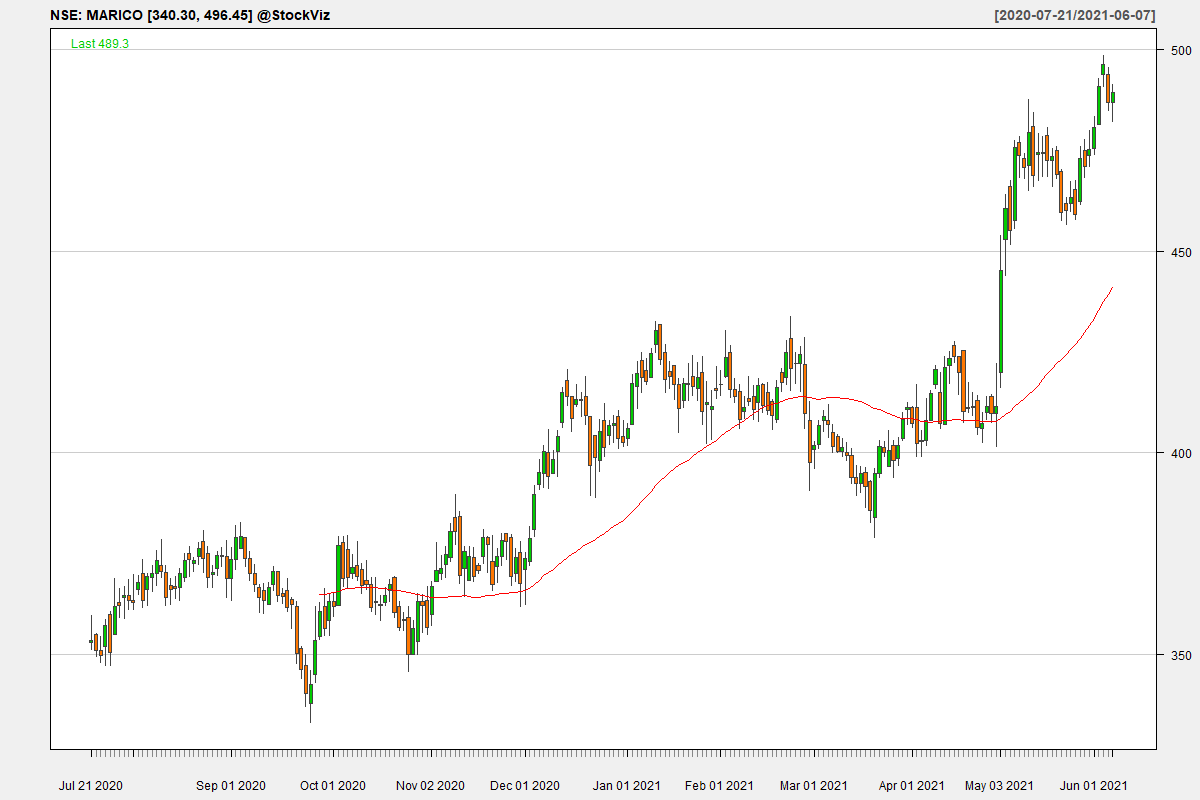 NSE: MARICO [340.30, 496.45] @StockViz [2020-07-21/2021-06-07]
Last 489.3
500
450
400
350
Jul 21 2020 Sep 01 2020 Oct 01 2020 Nov 02 2020 Dec 01 2020 Jan 01 2021 Feb 01 2021 Mar 01 2021 Apr 01 2021 May 03 2021 Jun 01 2021